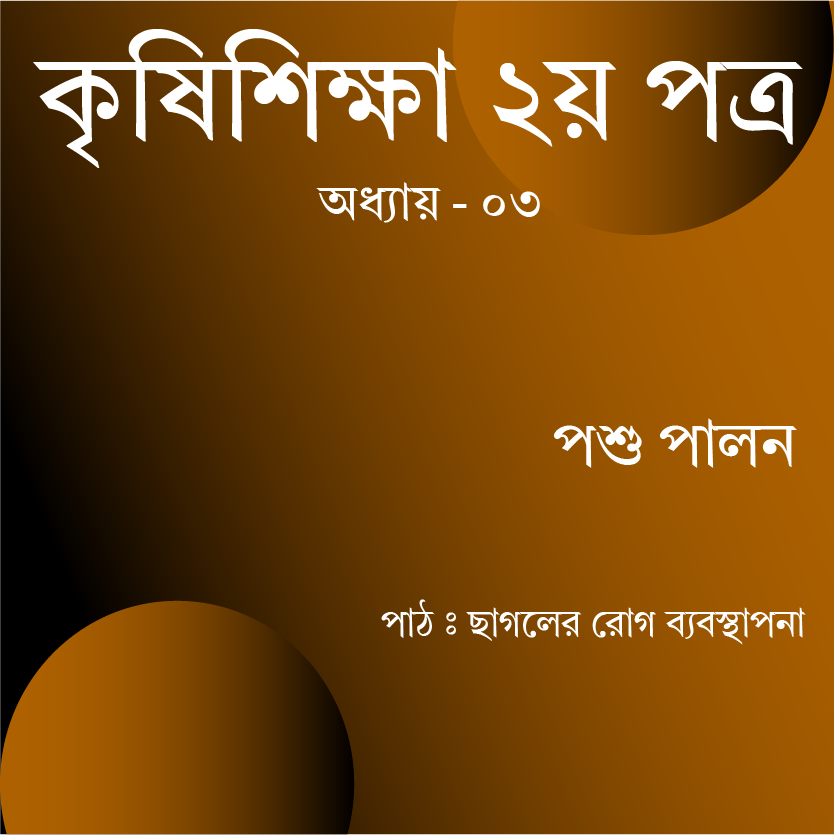 কৃষিশিক্ষা ২য় পত্র
অধ্যায় - ০৩
পশু পালন
পাঠ ঃ ছাগলের রোগ ব্যবস্থাপনা